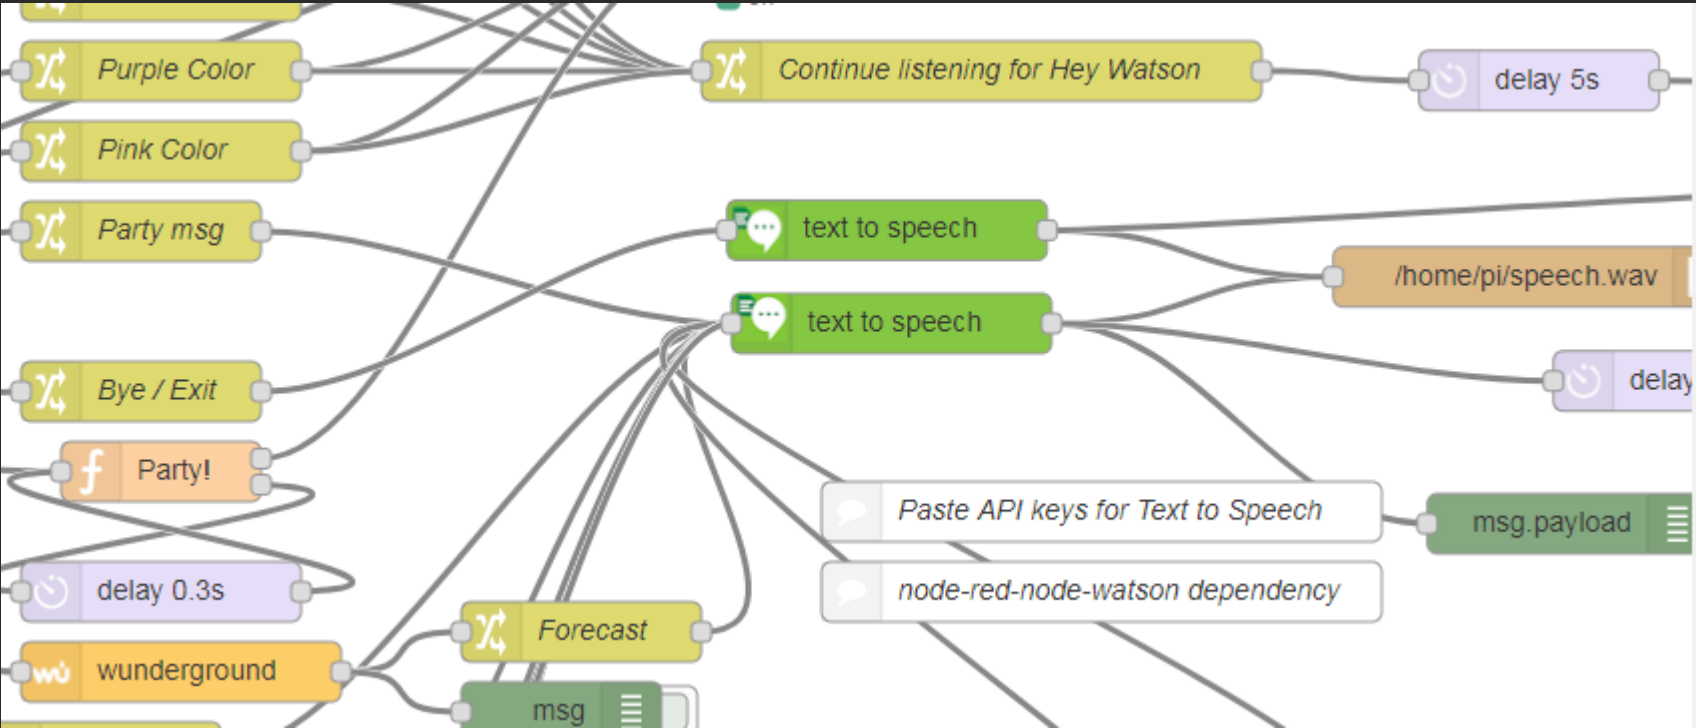 Purple Color
Continue listening for Hey Watson
delay 5s
Pink Color
Party msg
text to speech
/home/pi/speech.wav
text to speech
Bye / Exit
delay
Party!
Paste API keys for Text to Speech
msg.payload
delay 0.3s
node-red-node-watson dependency
Forecast
wunderground
msg